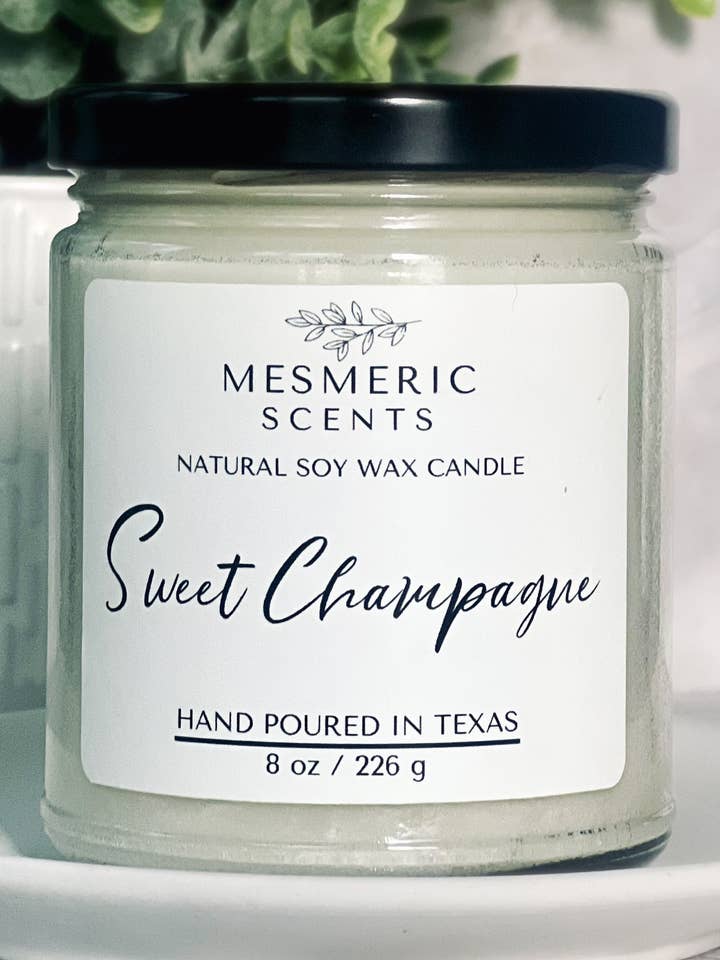 MESMERIC
SCENTS
NATURAL SOY WAX CANDLE
Sweet Champagne
HAND POURED IN TEXAS
8 oz / 226 g